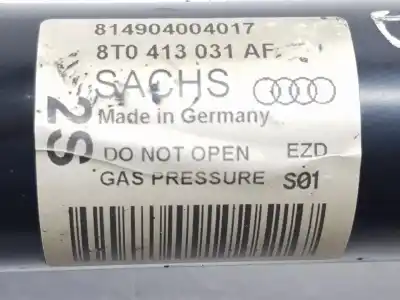 814904004017
8T0 413 031 AF
SACHS
Made in Germany
2S
DO NOT OPEN EZD
GAS PRESSURE S01